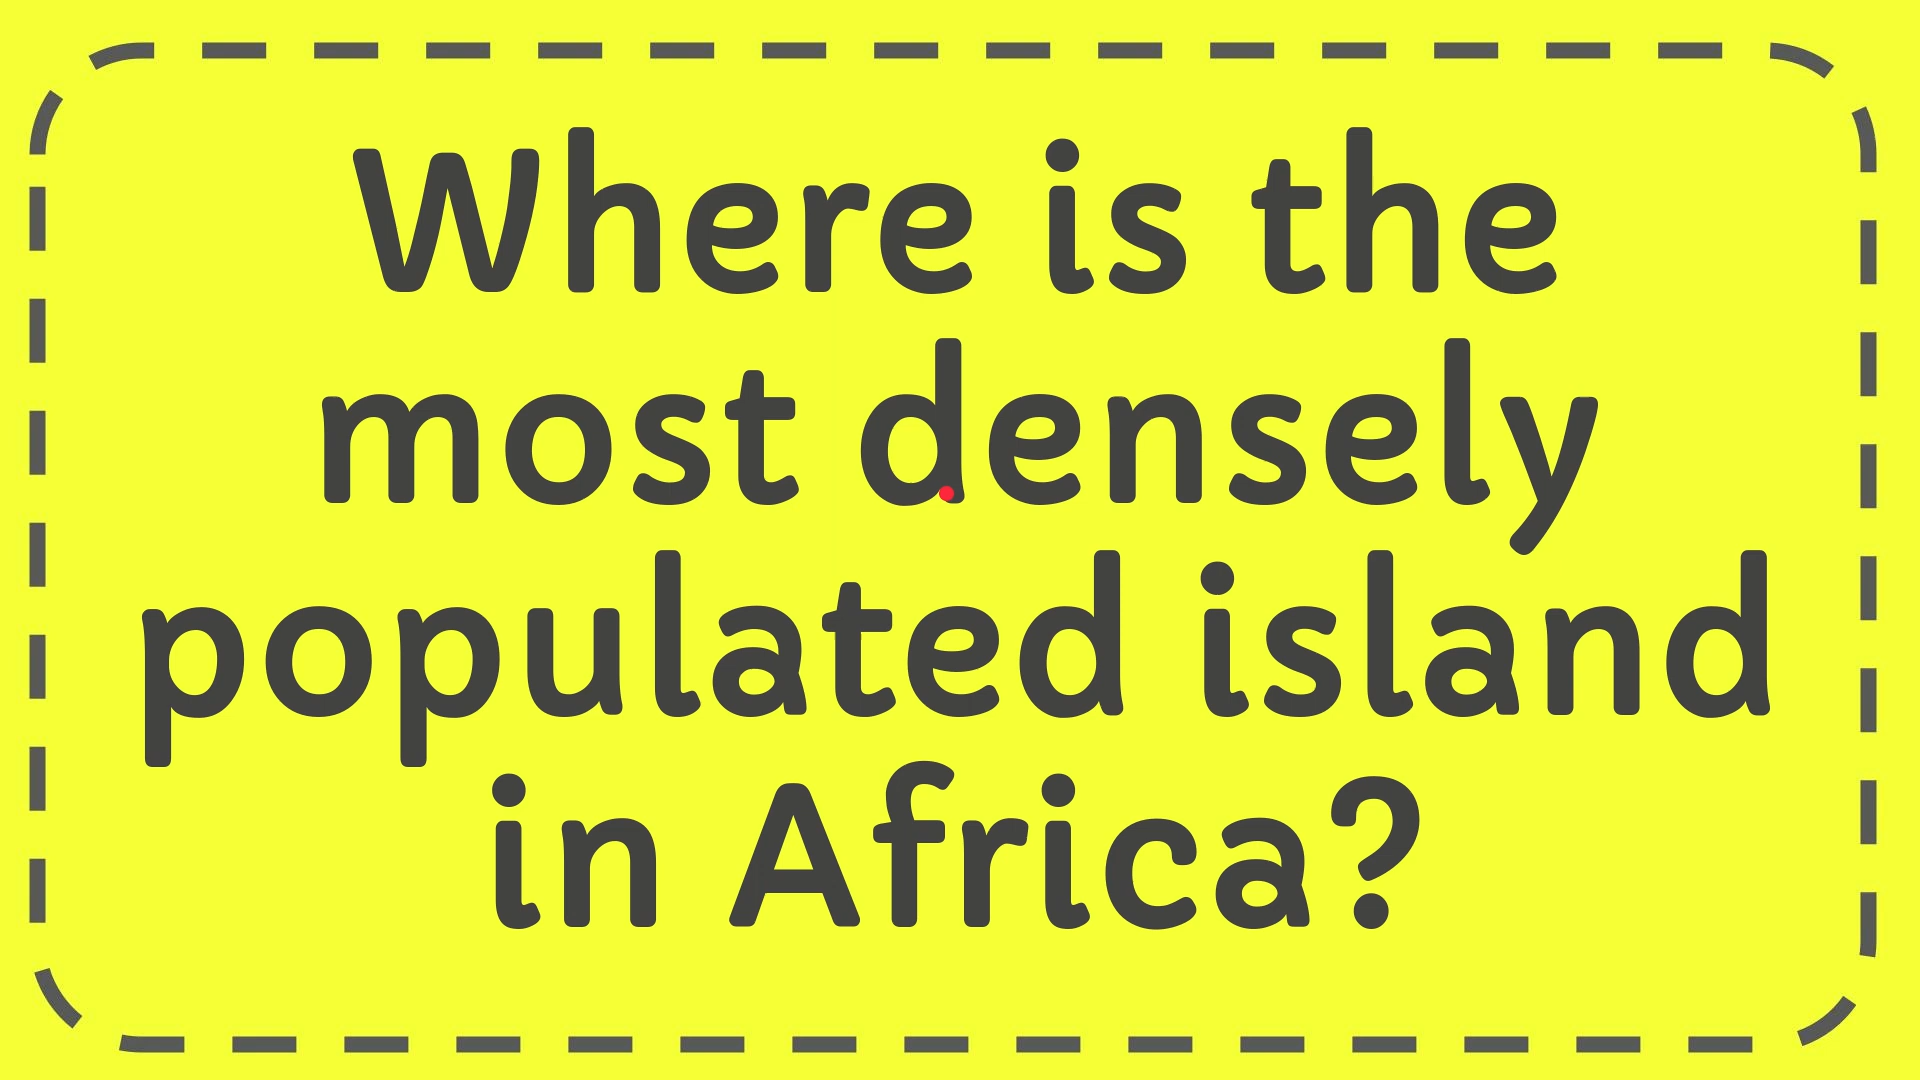 Where is the
most densely
populated island
in Africa?